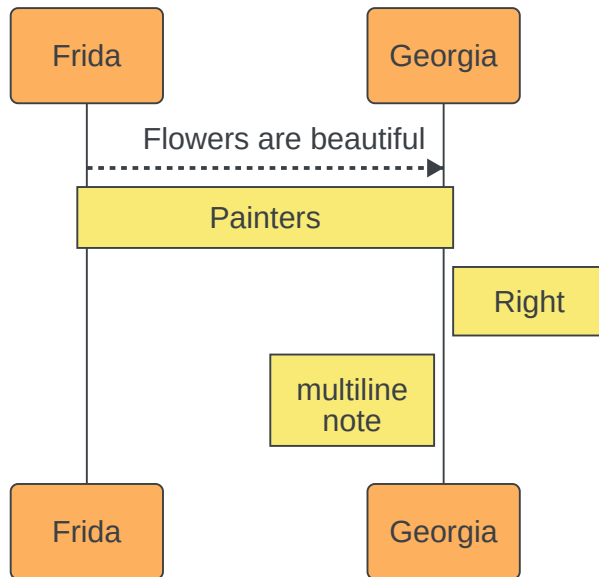 Frida
Georgia
Flowers are beautiful
Painters
Right
multiline
note
Frida
Georgia